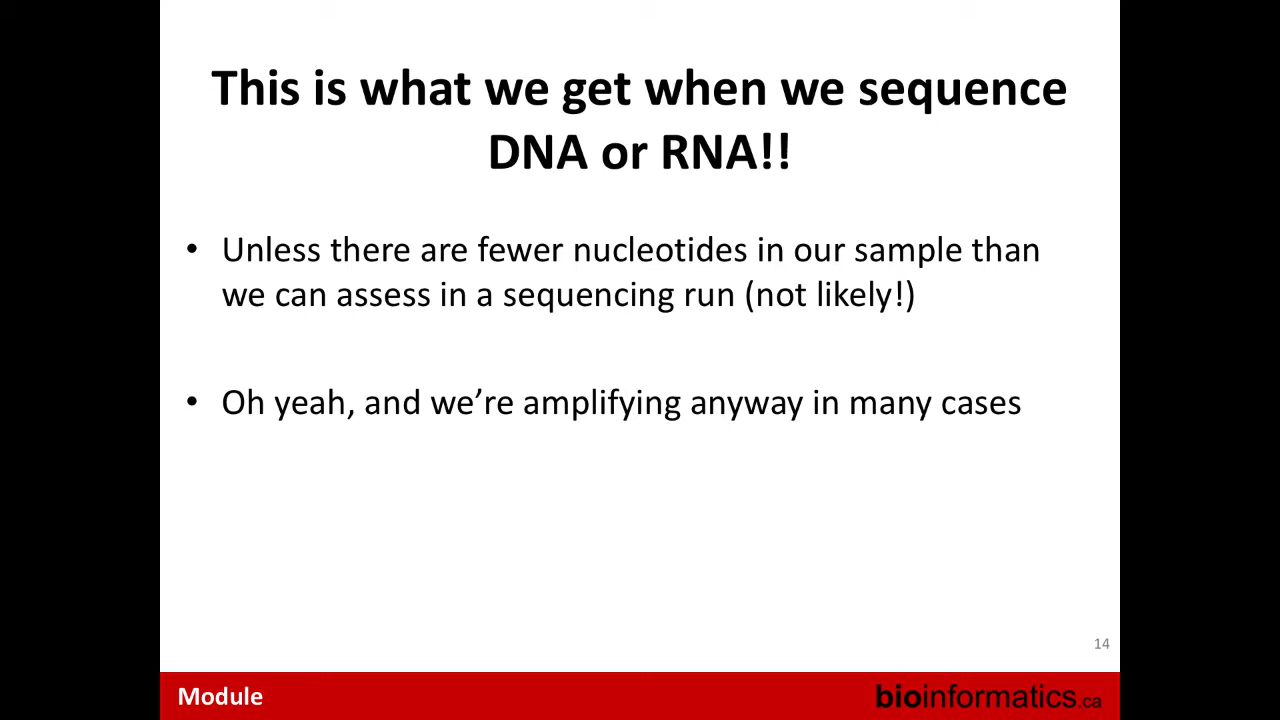 This is what we get when we sequence
DNA or RNA!!
• Unless there are fewer nucleotides in our sample than
we can assess in a sequencing run (not likely!)
• Oh yeah, and we’re amplifying anyway in many cases
14
Module
bioinformatics.ca